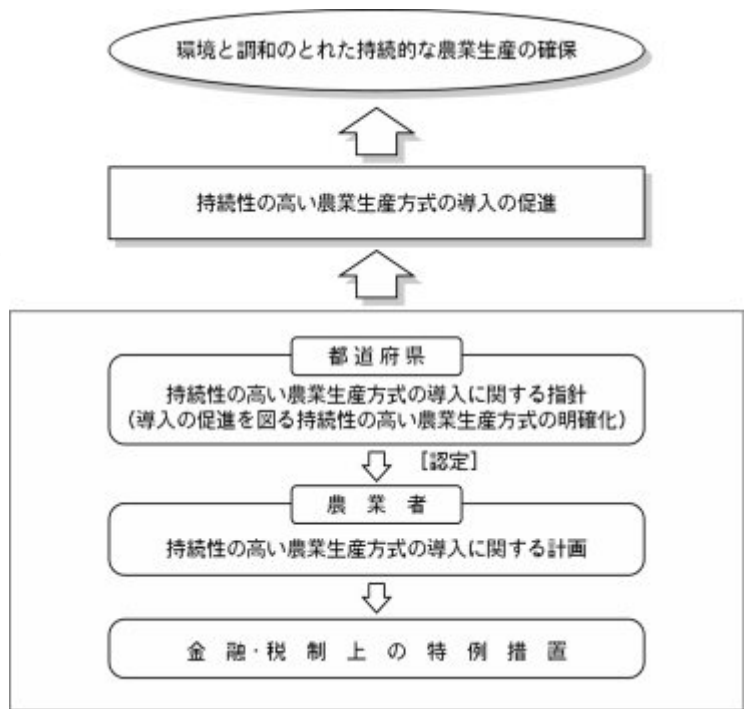 環境と調和のとれた持続的な農業生産の確保
持続性の高い農業生産方式の導入の促進
都道府県
持続性の高い農業生産方式の導入に関する指針
(導入の促進を図る持続性の高い農業生産方式の明確化)
[認定]
農業者
持続性の高い農業生産方式の導入に関する計画
金融・税制上の特例措置